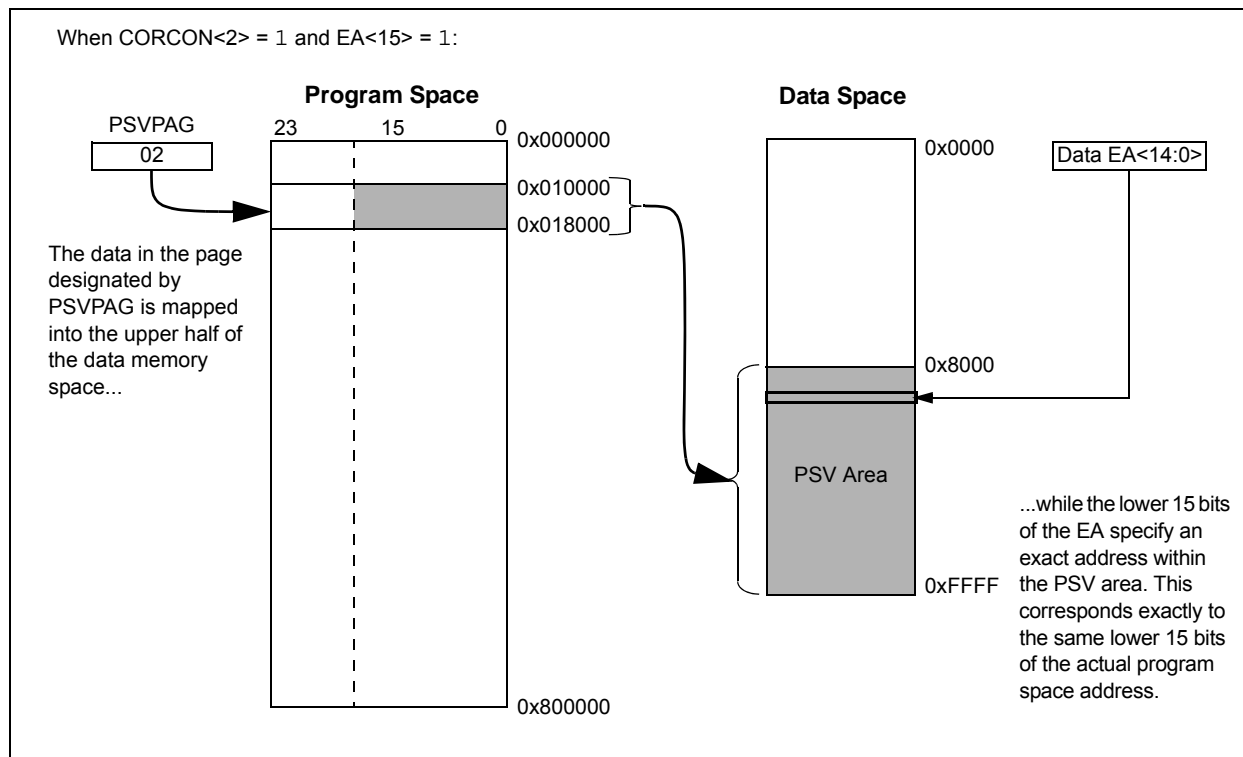 When CORCON<2> = 1 and EA<15> = 1:
Program Space
Data Space
PSVPAG
02
23 15 0
0x000000
0x010000
0x018000
0x800000
The data in the page
designated by
PSVPAG is mapped
into the upper half of
the data memory
space...
0x0000
0x8000
0xFFFF
PSV Area
Data EA<14:0>
...while the lower 15 bits
of the EA specify an
exact address within
the PSV area. This
corresponds exactly to
the same lower 15 bits
of the actual program
space address.